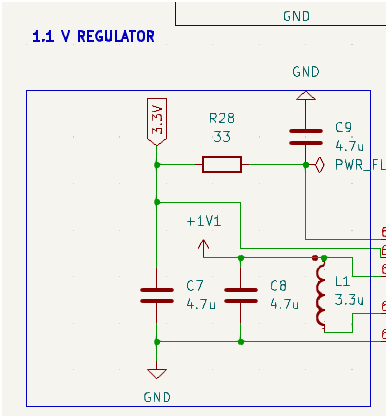 GND
1.1 V REGULATOR
GND
3.3V
R28
33
C9
4.7u
PWR_FL
+1V1
C7
4.7u
C8
4.7u
L1
3.3u
GND